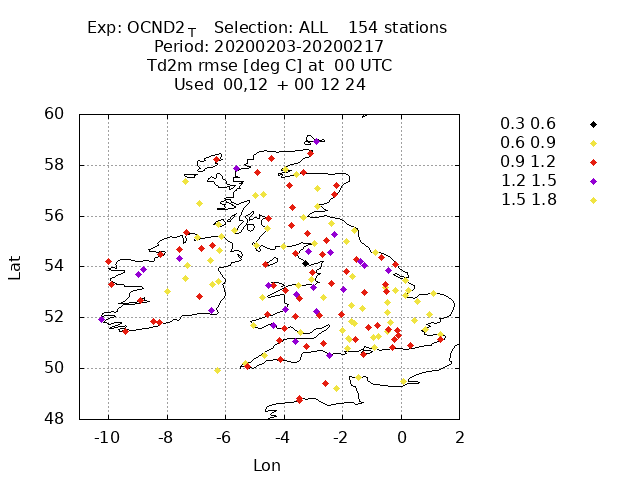 Exp: OCND2 T Selection: ALL 154 stations
Period: 20200203-20200217
Td2m rmse [deg C] at 00 UTC
Used 00,12 + 00 12 24
60
58
56
54
52
50
48
Lat
-10 -8 -6 -4 -2 0 2
Lon
0.3 0.6
0.6 0.9
0.9 1.2
1.2 1.5
1.5 1.8